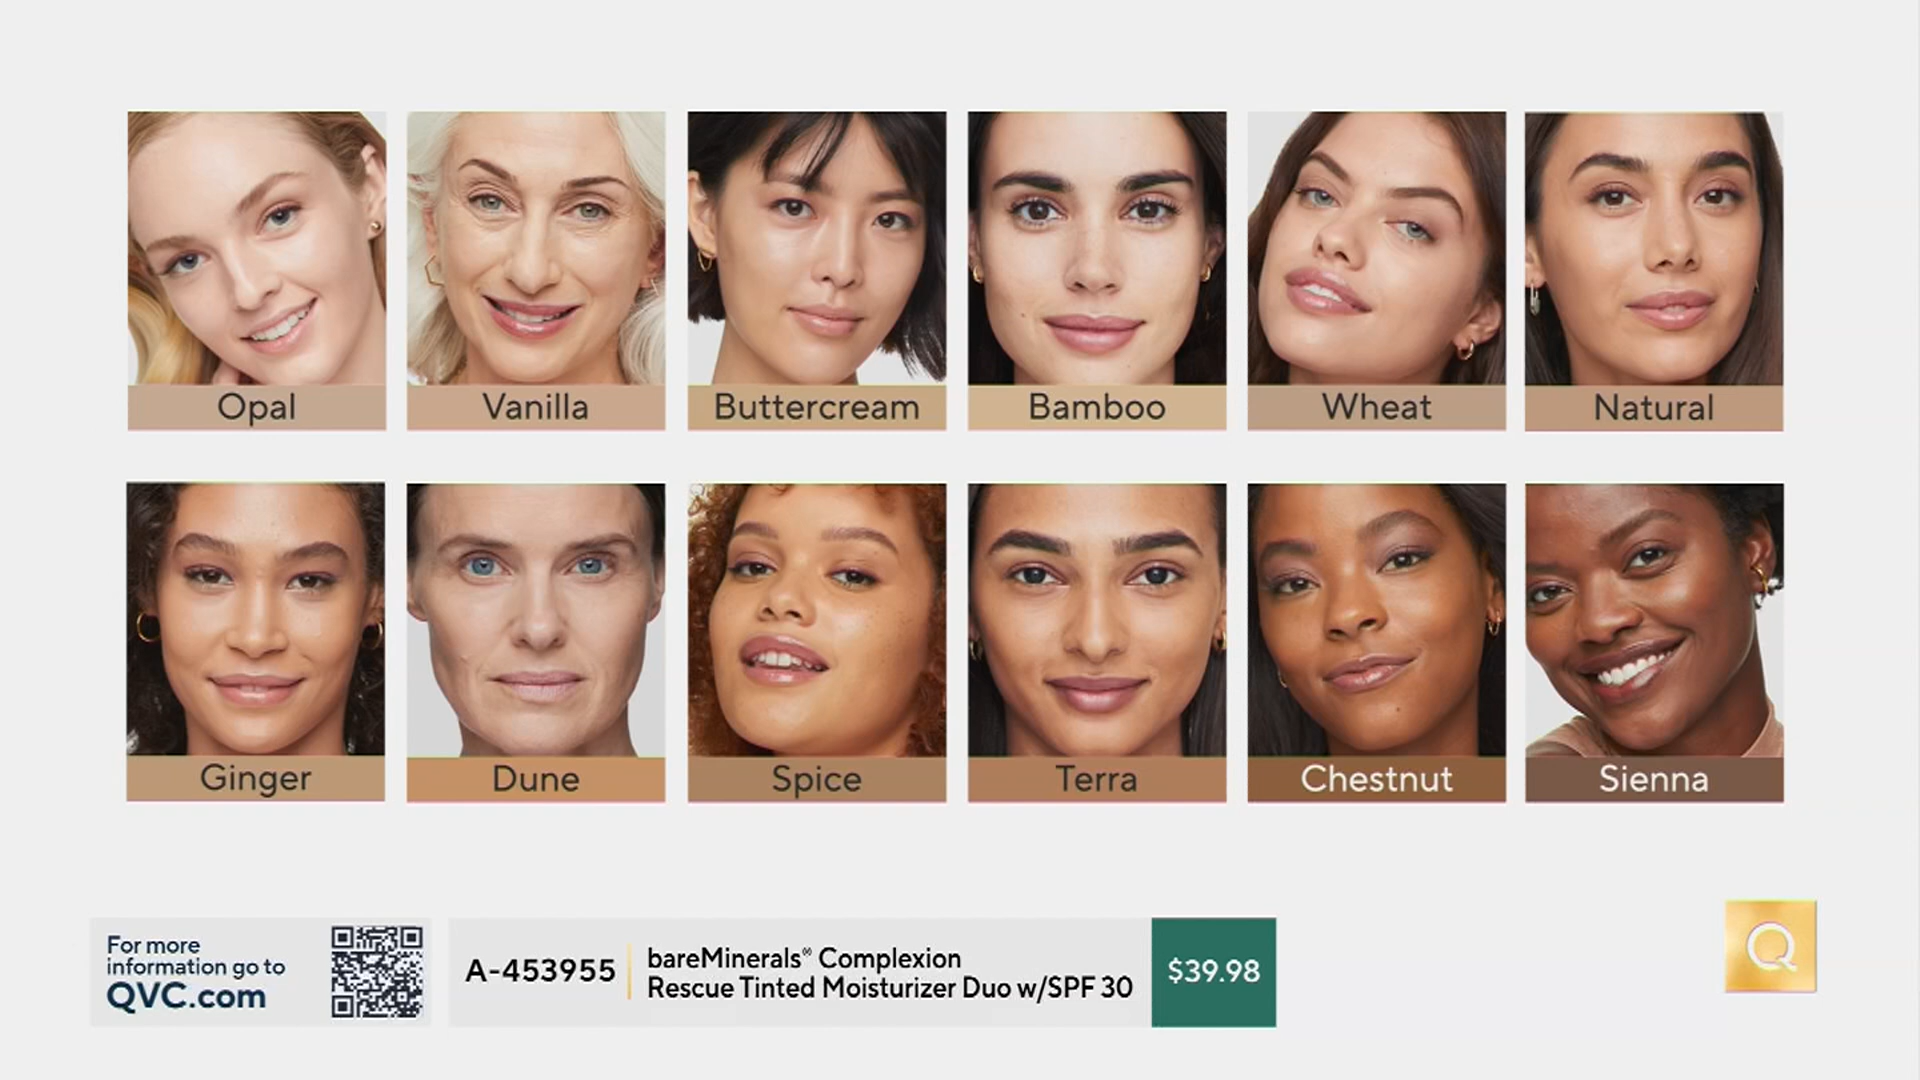 Opal
Vanilla
Buttercream
Bamboo
Wheat
Natural
Ginger
Dune
Spice
Terra
Chestnut
Sienna
For more
information go to
QVC.com
A-453955
bareMinerals® Complexion
Rescue Tinted Moisturizer Duo w/SPF 30
$39.98
Q